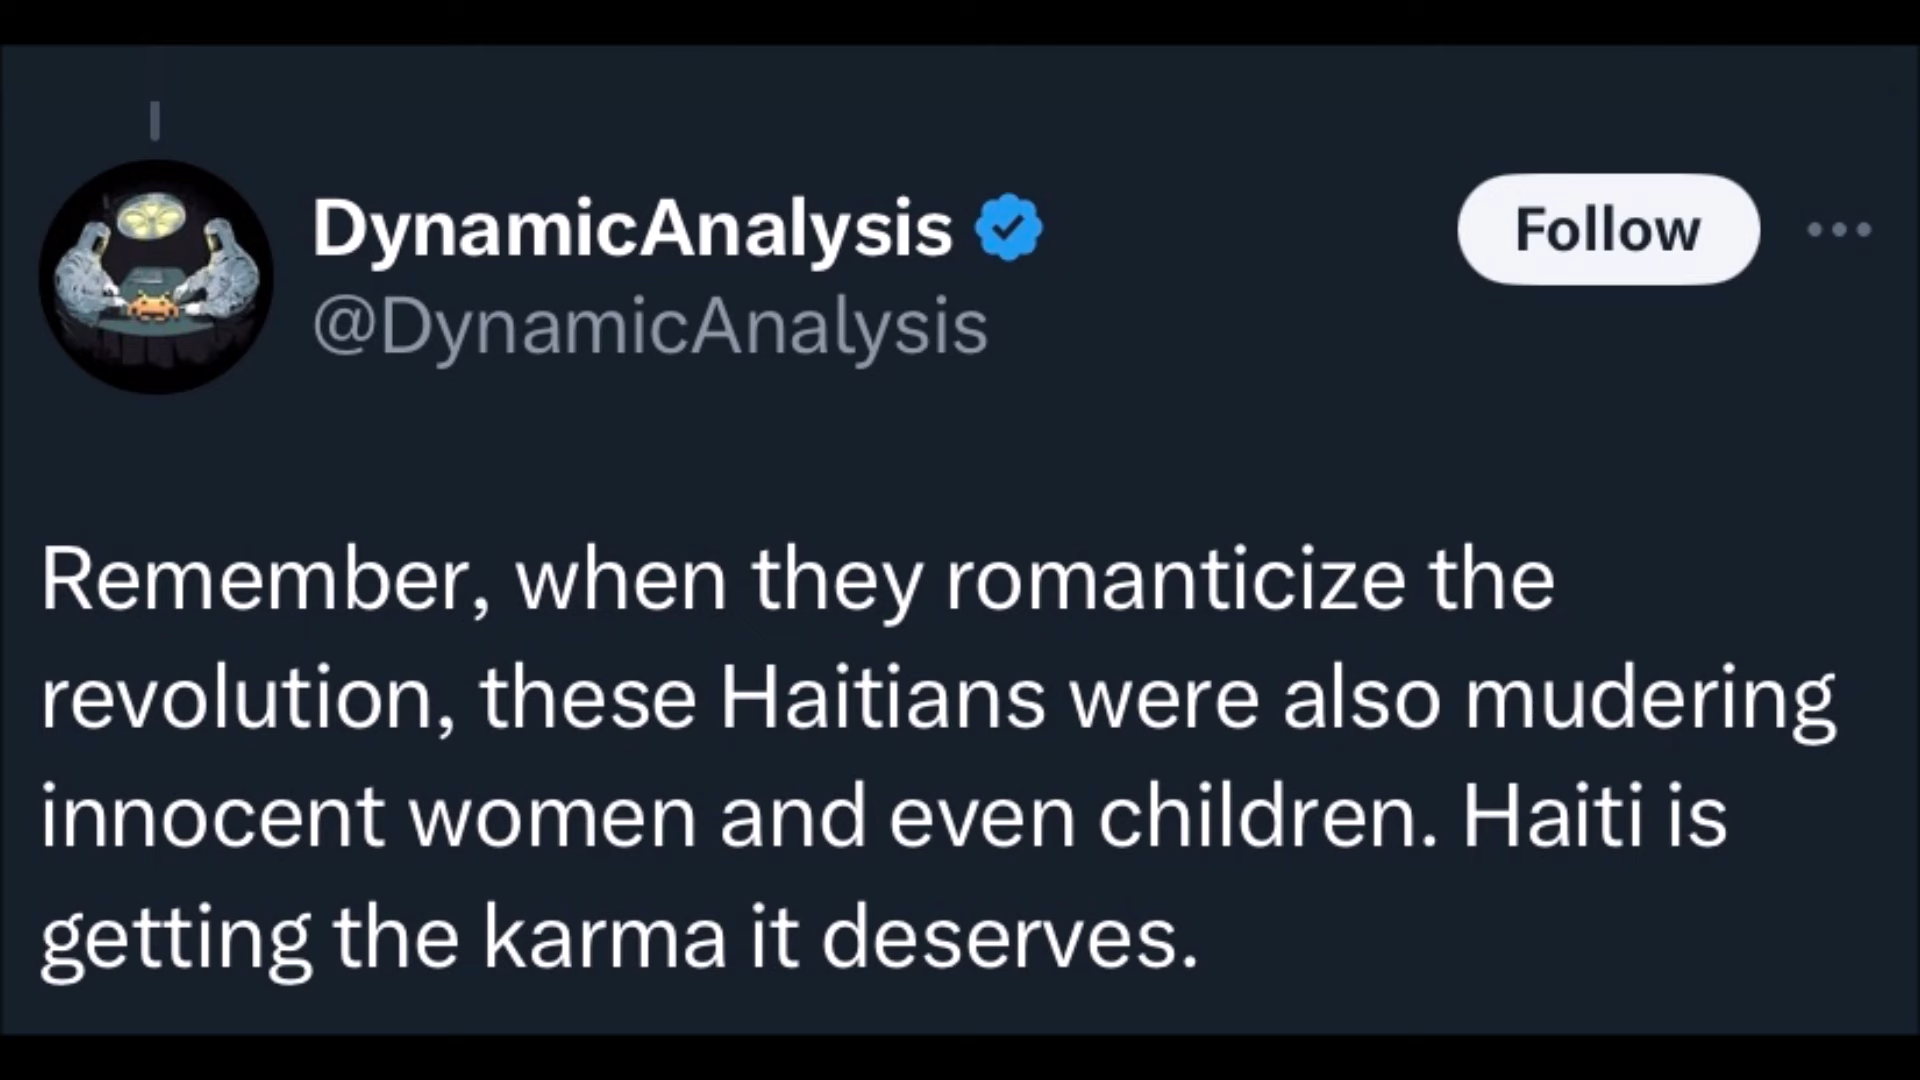 DynamicAnalysis
Follow
@DynamicAnalysis
Remember, when they romanticize the
revolution, these Haitians were also mudering
innocent women and even children. Haiti is
getting the karma it deserves.